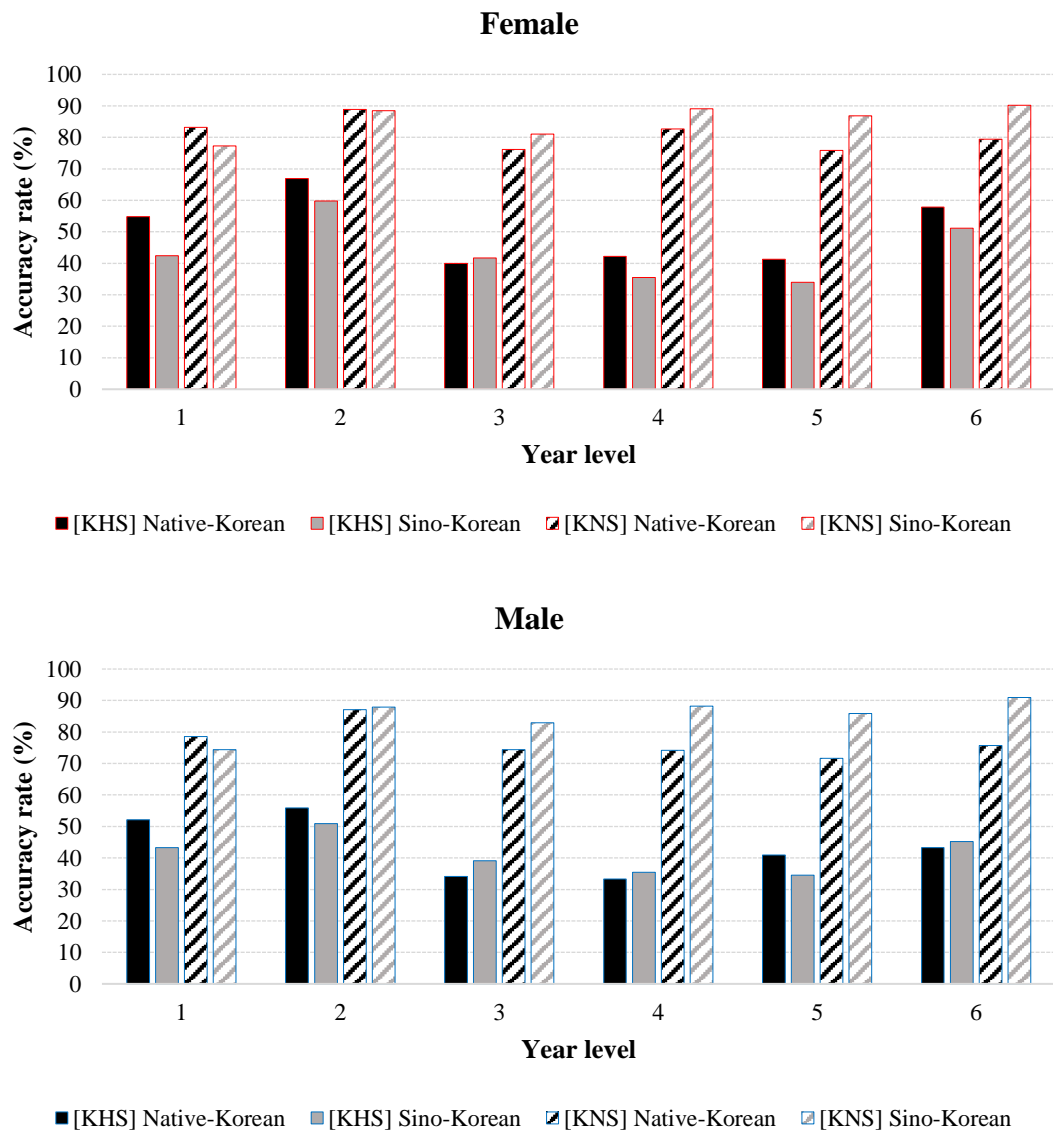 Female
100
90
80
70
60
50
40
30
20
10
0
Accuracy rate (%)
1 2 3 4 5 6
Year level
[KHS] Native-Korean [KHS] Sino-Korean [KNS] Native-Korean [KNS] Sino-Korean
Male
100
90
80
70
60
50
40
30
20
10
0
Accuracy rate (%)
1 2 3 4 5 6
Year level
[KHS] Native-Korean [KHS] Sino-Korean [KNS] Native-Korean [KNS] Sino-Korean